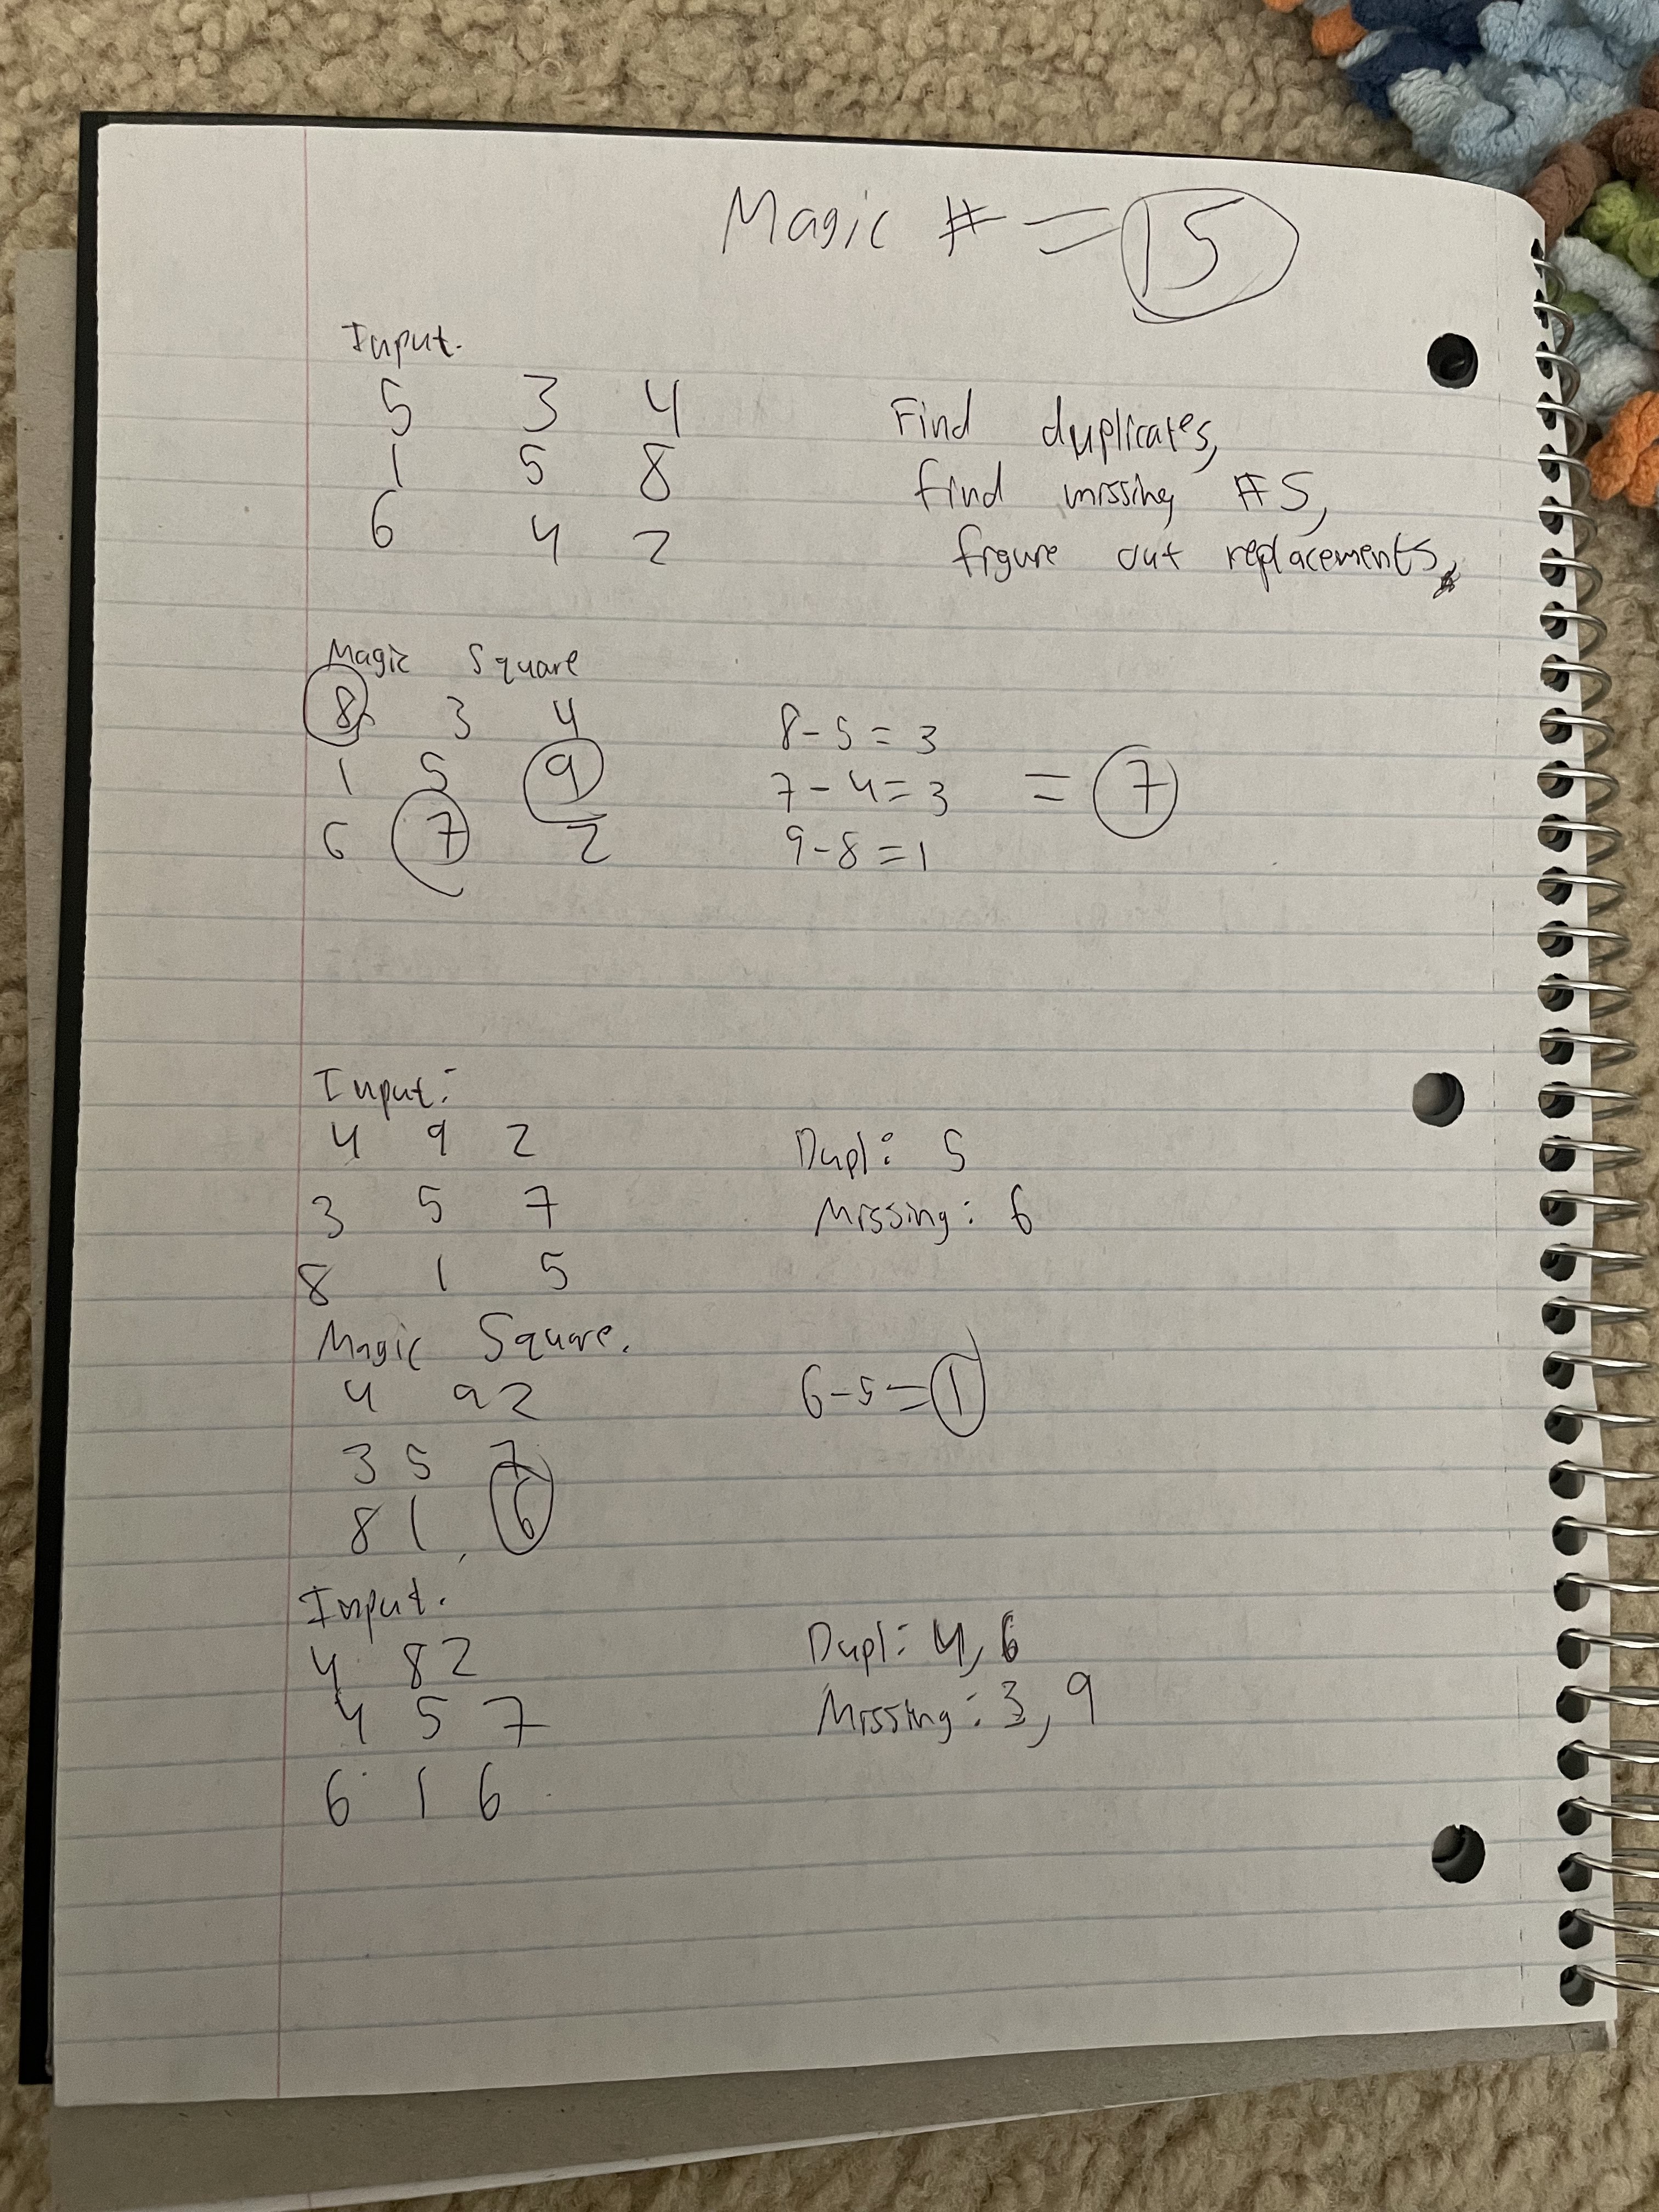 Magic # = 15
Input.
5 3 4
1 5 8
6 4 2
Find duplicates,
find missing #S,
figure out replacements,
Magic Square
8 3 4
1 5 9
6 7 2
8-5=3
7-4=3
9-8=1
= 7
Input:
4 9 2
3 5 7
8 1 5
Dupl: 5
Missing: 6
Magic Square.
4 9 2
3 5 7
8 1 6
6-5=1
Input:
4 8 2
4 5 7
6 1 6
Dupl: 4, 6
Missing: 3, 9